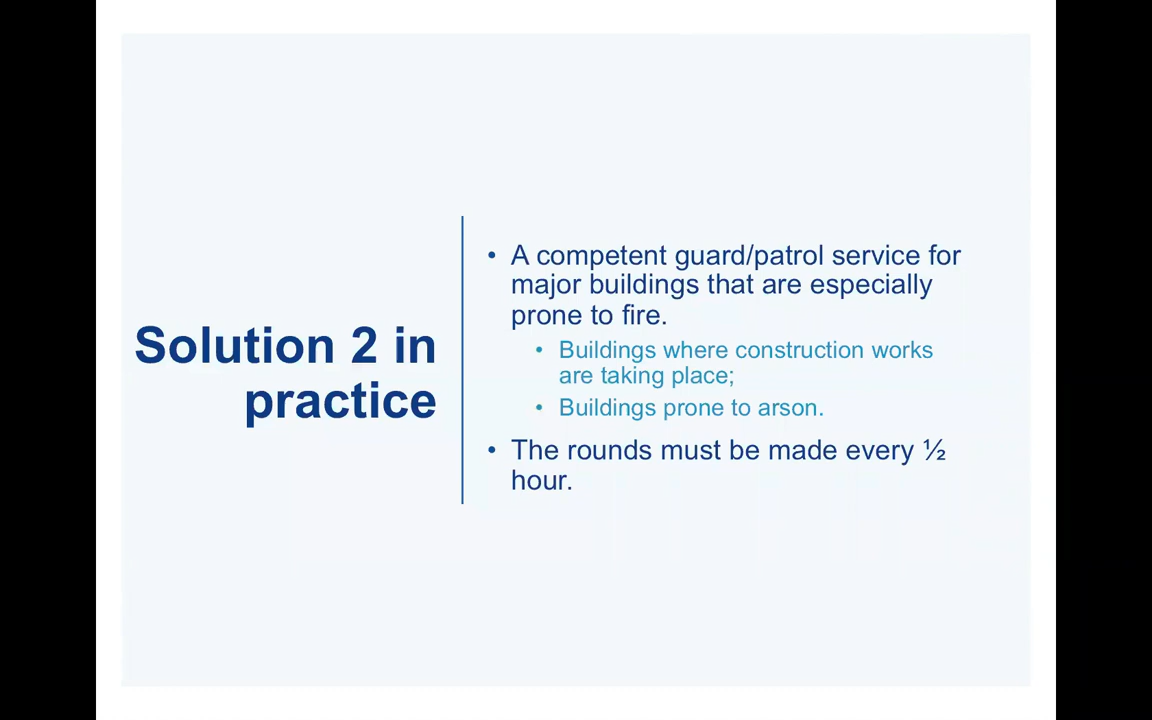 Solution 2 in
practice
• A competent guard/patrol service for
major buildings that are especially
prone to fire.
• Buildings where construction works
are taking place;
• Buildings prone to arson.
• The rounds must be made every ½
hour.